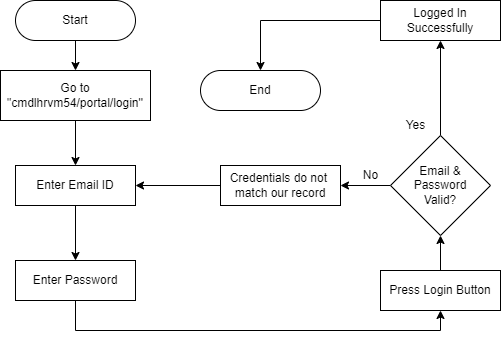 Start
Go to
"cmdlhrvm54/portal/login"
Enter Email ID
Enter Password
Press Login Button
Email &
Password
Valid?
No
Credentials do not
match our record
Yes
Logged In
Successfully
End